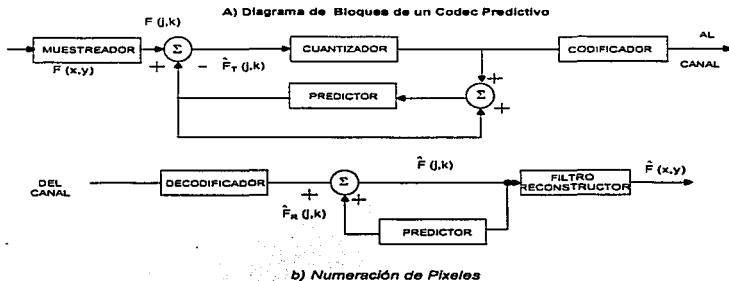 A) Diagrama de Bloques de un Codec Predictivo
F (j,k)
MUESTREADOR
F (x,y)
+
Σ
−
F̂T (j,k)
CUANTIZADOR
CODIFICADOR
AL
CANAL
+
PREDICTOR
Σ
+
DEL
CANAL
DECODIFICADOR
+
F̂R (j,k)
Σ
+
F̂ (j,k)
PREDICTOR
FILTRO
RECONSTRUCTOR
F̂ (x,y)
b) Numeración de Pixeles